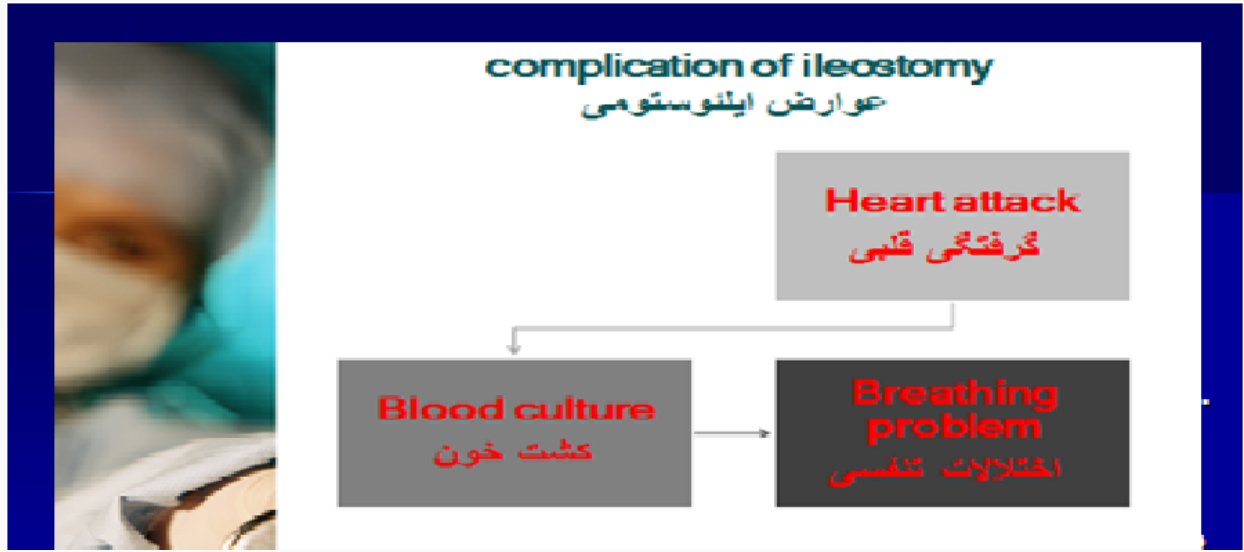 complication of ileostomy
عوارض ایلئوستومی
Heart attack
گرفتگی قلبی
Blood culture
کشت خون
Breathing
problem
اختلالات تنفسی